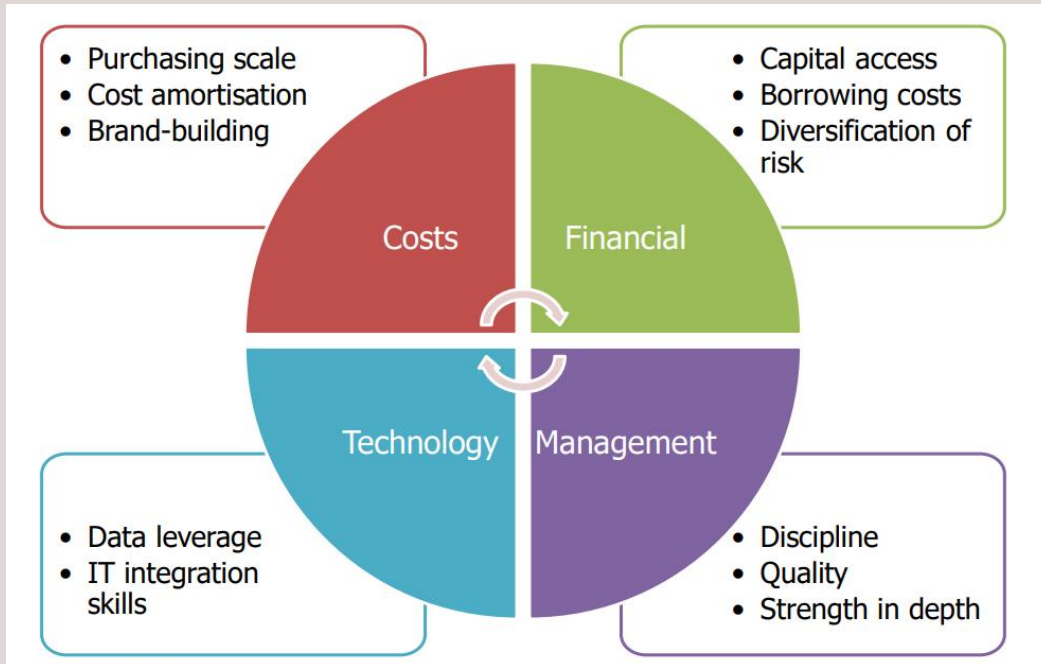 • Purchasing scale
• Cost amortisation
• Brand-building
• Capital access
• Borrowing costs
• Diversification of
risk
Costs
Financial
Technology
Management
• Data leverage
• IT integration
skills
• Discipline
• Quality
• Strength in depth